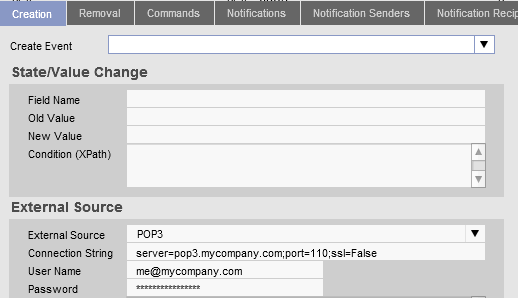 Creation Removal Commands Notifications Notification Senders Notification Recip
Create Event
State/Value Change
Field Name
Old Value
New Value
Condition (XPath)
External Source
External Source POP3
Connection String server=pop3.mycompany.com;port=110;ssl=False
User Name me@mycompany.com
Password ****************